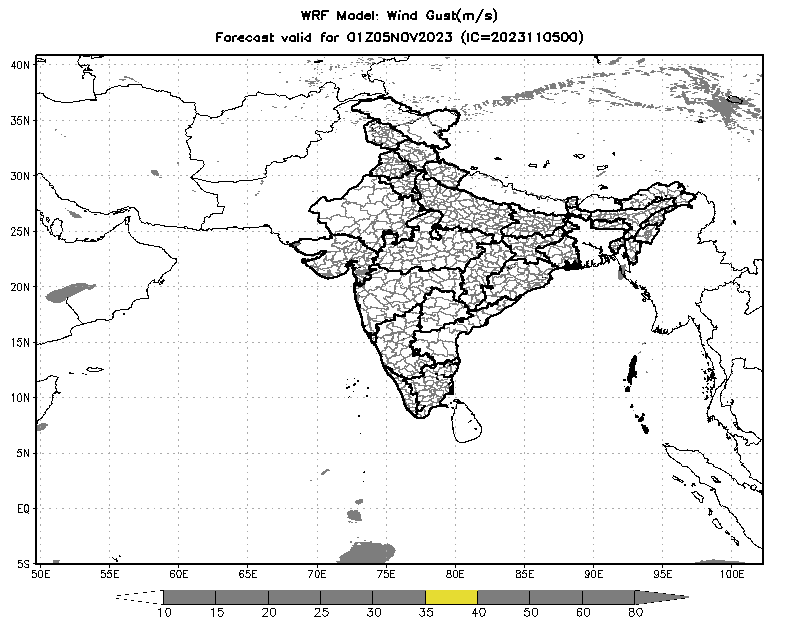 WRF Model: Wind Gust(m/s)
Forecast valid for 01Z05NOV2023 (IC=2023110500)
40N
35N
30N
25N
20N
15N
10N
5N
EQ
5S
50E 55E 60E 65E 70E 75E 80E 85E 90E 95E 100E
10 15 20 25 30 35 40 50 60 80